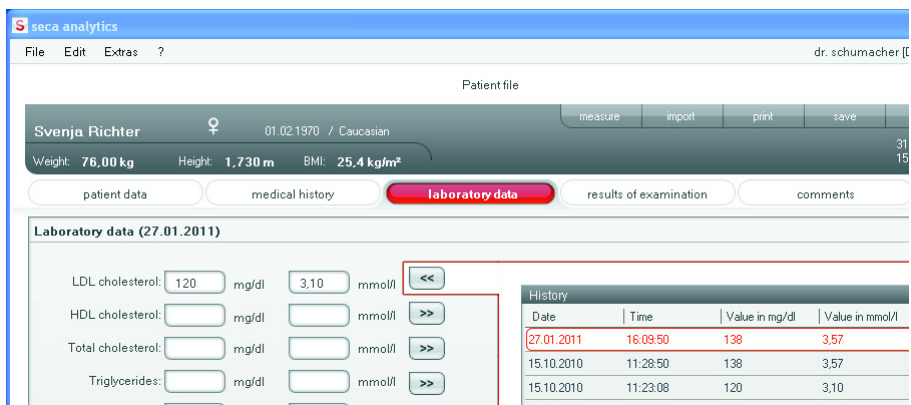 S seca analytics
File Edit Extras ? dr. schumacher [D
Patient file
measure import print save
Svenja Richter ♀ 01.02.1970 / Caucasian
31
Weight: 76,00 kg Height: 1,730 m BMI: 25,4 kg/m² 15
patient data medical history laboratory data results of examination comments
Laboratory data (27.01.2011)
LDL cholesterol: 120 mg/dl 3,10 mmol/l <<
History
HDL cholesterol: mg/dl mmol/l >>
Date Time Value in mg/dl Value in mmol/l
27.01.2011 16:09:50 138 3,57
Total cholesterol: mg/dl mmol/l >>
15.10.2010 11:28:50 138 3,57
Triglycerides: mg/dl mmol/l >>
15.10.2010 11:23:08 120 3,10